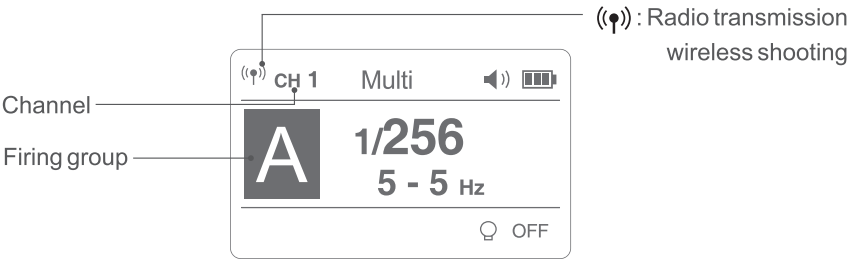 : Radio transmission
wireless shooting
CH 1 Multi
Channel
A 1/256
Firing group
5 - 5 Hz
OFF